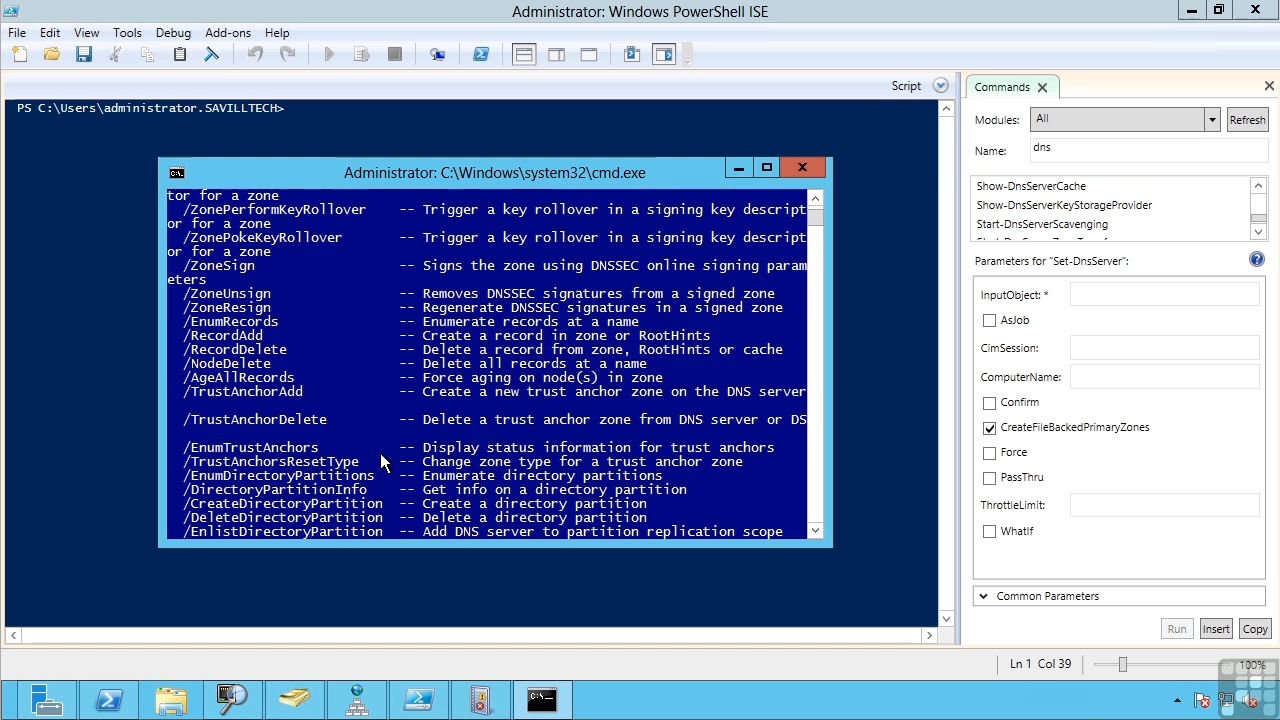 Administrator: Windows PowerShell ISE
File Edit View Tools Debug Add-ons Help
Script
PS C:\Users\administrator.SAVILLTECH>
Administrator: C:\Windows\system32\cmd.exe
tor for a zone
/ZonePerformKeyRollover -- Trigger a key rollover in a signing key descript
or for a zone
/ZonePokeKeyRollover -- Trigger a key rollover in a signing key descript
or for a zone
/ZoneSign -- Signs the zone using DNSSEC online signing param
eters
/ZoneUnsign -- Removes DNSSEC signatures from a signed zone
/ZoneResign -- Regenerate DNSSEC signatures in a signed zone
/EnumRecords -- Enumerate records at a name
/RecordAdd -- Create a record in zone or RootHints
/RecordDelete -- Delete a record from zone, RootHints or cache
/NodeDelete -- Delete all records at a name
/AgeAllRecords -- Force aging on node(s) in zone
/TrustAnchorAdd -- Create a new trust anchor zone on the DNS server
/TrustAnchorDelete -- Delete a trust anchor zone from DNS server or DS
/EnumTrustAnchors -- Display status information for trust anchors
/TrustAnchorsResetType -- Change zone type for a trust anchor zone
/EnumDirectoryPartitions -- Enumerate directory partitions
/DirectoryPartitionInfo -- Get info on a directory partition
/CreateDirectoryPartition -- Create a directory partition
/DeleteDirectoryPartition -- Delete a directory partition
/EnlistDirectoryPartition -- Add DNS server to partition replication scope
Commands
Modules: All Refresh
Name: dns
Show-DnsServerCache
Show-DnsServerKeyStorageProvider
Start-DnsServerScavenging
Parameters for "Set-DnsServer":
InputObject: *
AsJob
CimSession:
ComputerName:
Confirm
CreateFileBackedPrimaryZones
Force
PassThru
ThrottleLimit:
WhatIf
Common Parameters
Run Insert Copy
Ln 1 Col 39 100%